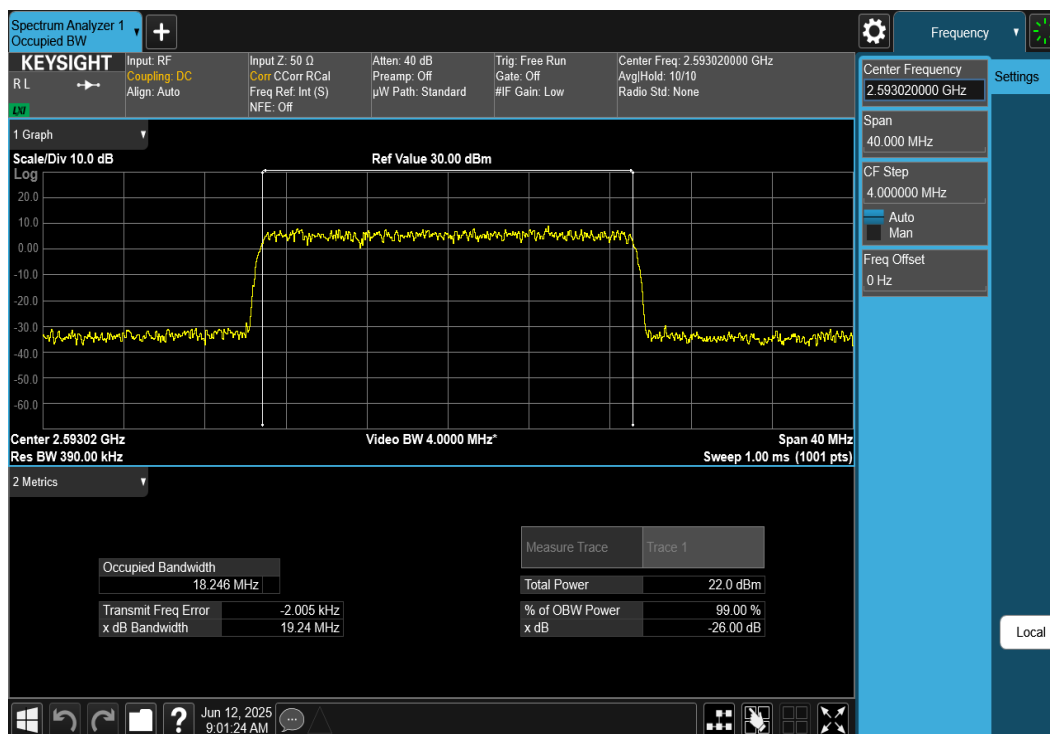 Spectrum Analyzer 1
Occupied BW
Frequency
KEYSIGHT
R L
LXI
Input: RF
Coupling: DC
Align: Auto
Input Z: 50 Ω
Corr CCorr RCal
Freq Ref: Int (S)
NFE: Off
Atten: 40 dB
Preamp: Off
µW Path: Standard
Trig: Free Run
Gate: Off
#IF Gain: Low
Center Freq: 2.593020000 GHz
Avg|Hold: 10/10
Radio Std: None
Center Frequency
2.593020000 GHz
Settings
Span
40.000 MHz
CF Step
4.000000 MHz
Auto
Man
Freq Offset
0 Hz
Local
1 Graph
Scale/Div 10.0 dB
Ref Value 30.00 dBm
Log
20.0
10.0
0.00
-10.0
-20.0
-30.0
-40.0
-50.0
-60.0
Center 2.59302 GHz
Video BW 4.0000 MHz*
Span 40 MHz
Res BW 390.00 kHz
Sweep 1.00 ms (1001 pts)
2 Metrics
Measure Trace Trace 1
Occupied Bandwidth
18.246 MHz
Total Power 22.0 dBm
Transmit Freq Error -2.005 kHz
% of OBW Power 99.00 %
x dB Bandwidth 19.24 MHz
x dB -26.00 dB
?
Jun 12, 2025
9:01:24 AM